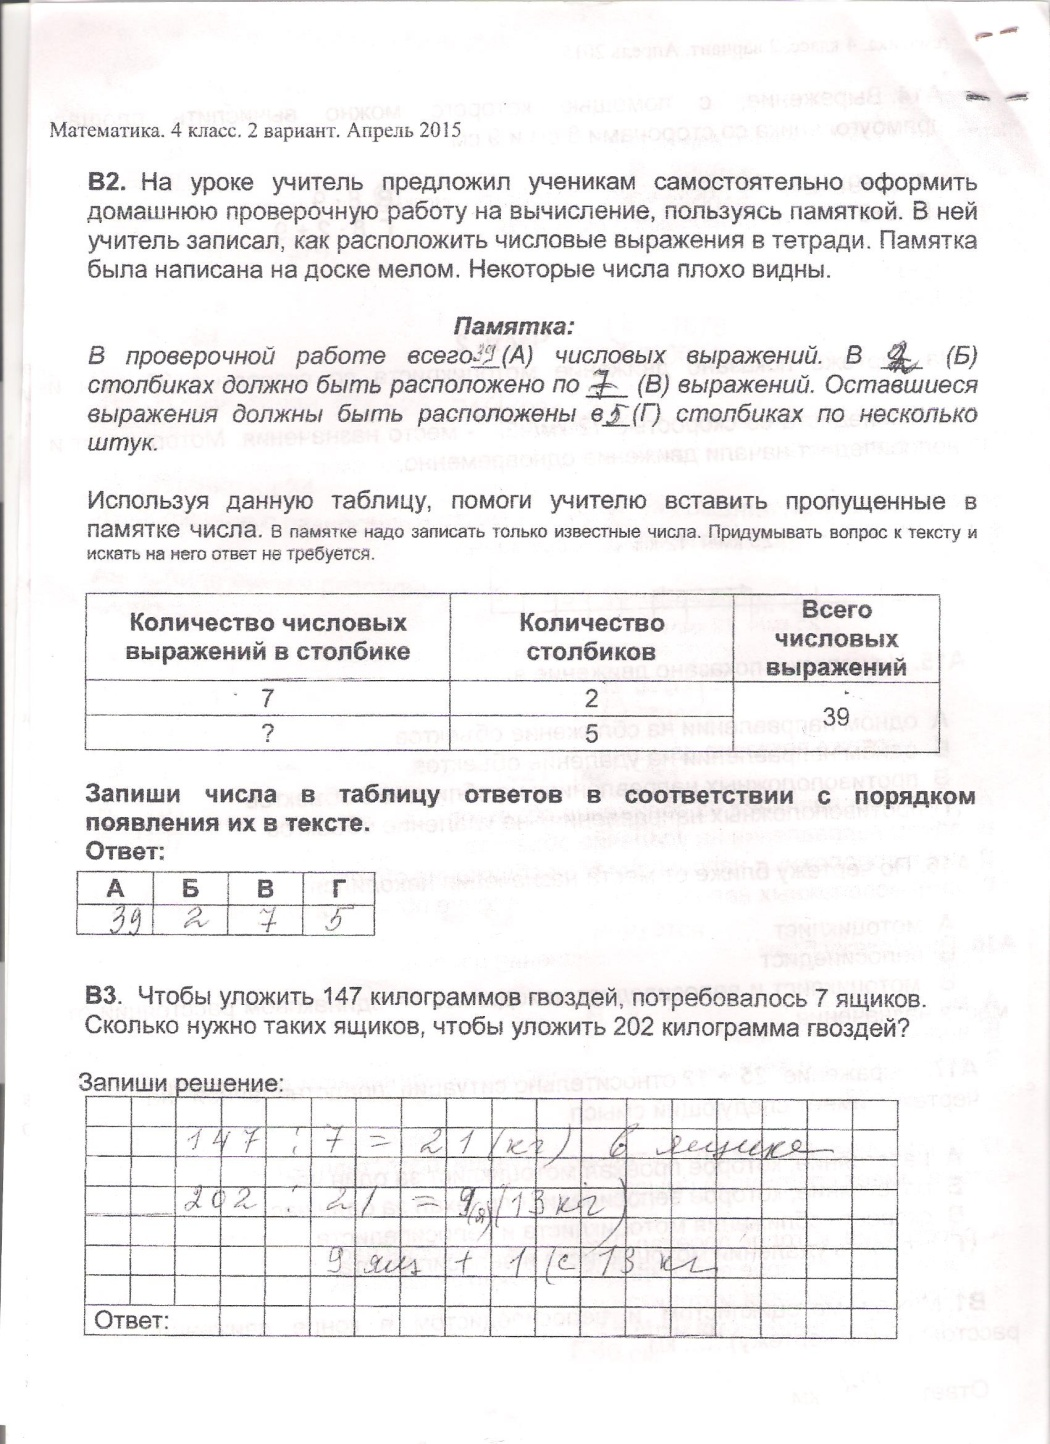 Математика. 4 класс. 2 вариант. Апрель 2015
В2. На уроке учитель предложил ученикам самостоятельно оформить
домашнюю проверочную работу на вычисление, пользуясь памяткой. В ней
учитель записал, как расположить числовые выражения в тетради. Памятка
была написана на доске мелом. Некоторые числа плохо видны.
Памятка:
В проверочной работе всего 39 (А) числовых выражений. В 2 (Б)
столбиках должно быть расположено по 7 (В) выражений. Оставшиеся
выражения должны быть расположены в 5 (Г) столбиках по несколько
штук.
Используя данную таблицу, помоги учителю вставить пропущенные в
памятке числа. В памятке надо записать только известные числа. Придумывать вопрос к тексту и
искать на него ответ не требуется.
Количество числовых выражений в столбике Количество столбиков Всего числовых выражений
7 2 39
? 5
Запиши числа в таблицу ответов в соответствии с порядком
появления их в тексте.
Ответ:
А Б В Г
39 2 7 5
В3. Чтобы уложить 147 килограммов гвоздей, потребовалось 7 ящиков.
Сколько нужно таких ящиков, чтобы уложить 202 килограмма гвоздей?
Запиши решение:
147 : 7 = 21 (кг) в ящике
202 : 21 = 9 (я) (13 кг)
9 ящ + 1 (с 13 кг
Ответ: